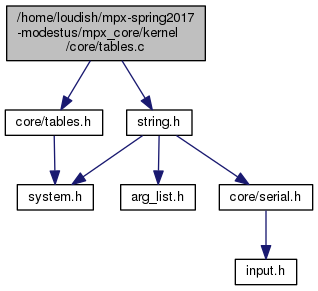 /home/loudish/mpx-spring2017
-modestus/mpx_core/kernel
/core/tables.c
core/tables.h
string.h
system.h
arg_list.h
core/serial.h
input.h